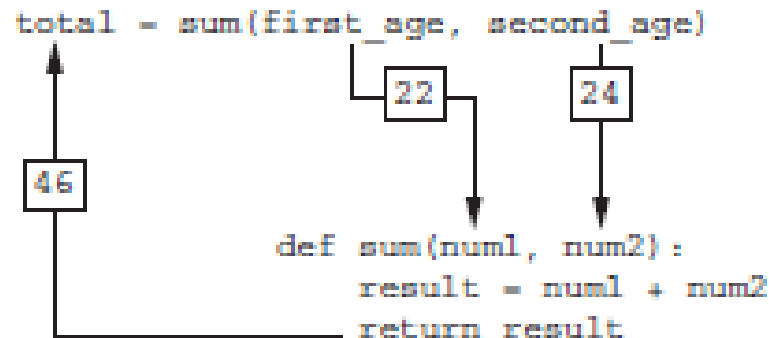 total = sum(first_age, second_age)
22
24
46
def sum(num1, num2):
result = num1 + num2
return result